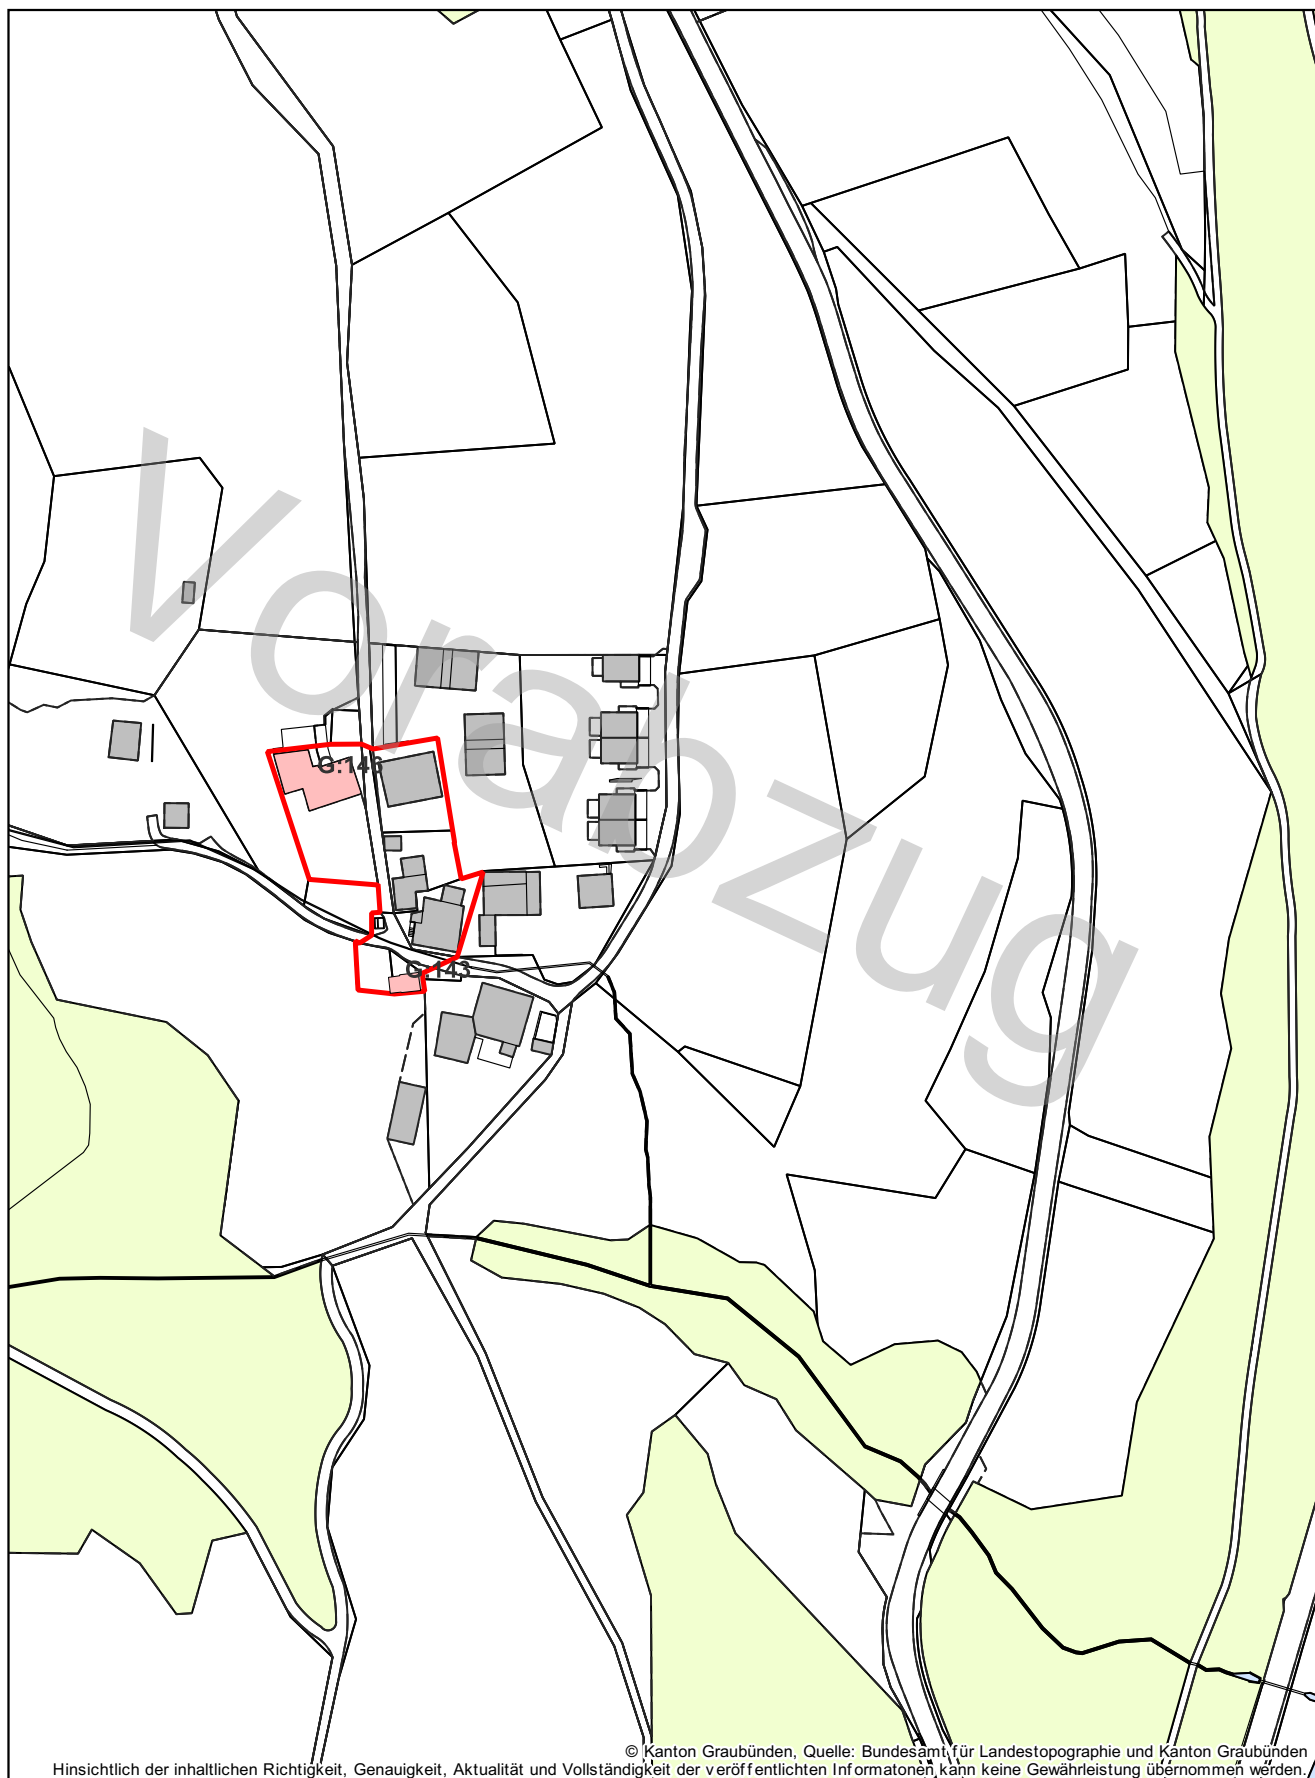 Vorabzug
G:146
G:143
© Kanton Graubünden, Quelle: Bundesamt für Landestopographie und Kanton Graubünden
Hinsichtlich der inhaltlichen Richtigkeit, Genauigkeit, Aktualität und Vollständigkeit der veröffentlichten Informatonen kann keine Gewährleistung übernommen werden.